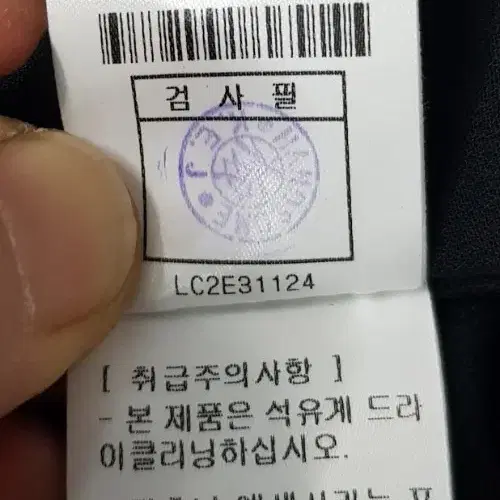 검 사 필
LC2E31124
[ 취급주의사항 ]
- 본 제품은 석유계 드라
이클리닝하십시오.